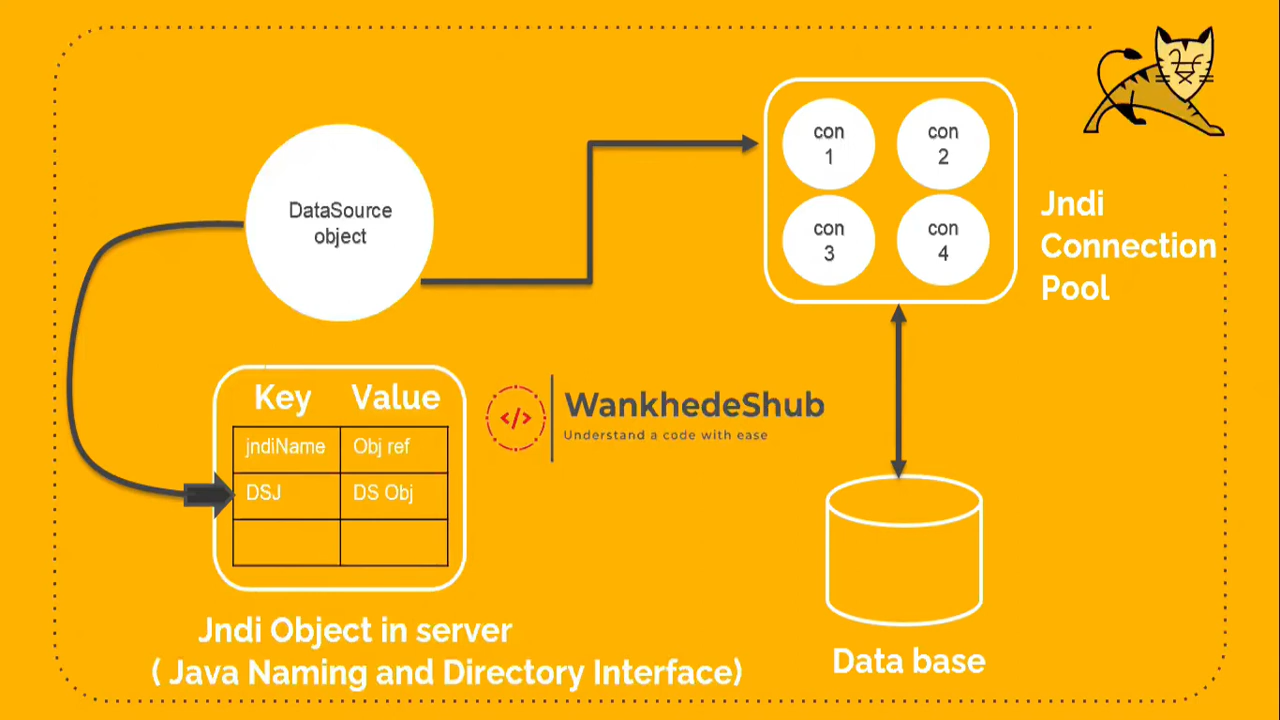 con
1
con
2
con
3
con
4
DataSource
object
Jndi
Connection
Pool
Key Value
jndiName Obj ref
DSJ DS Obj
</>
WankhedeShub
Understand a code with ease
Jndi Object in server
( Java Naming and Directory Interface)
Data base